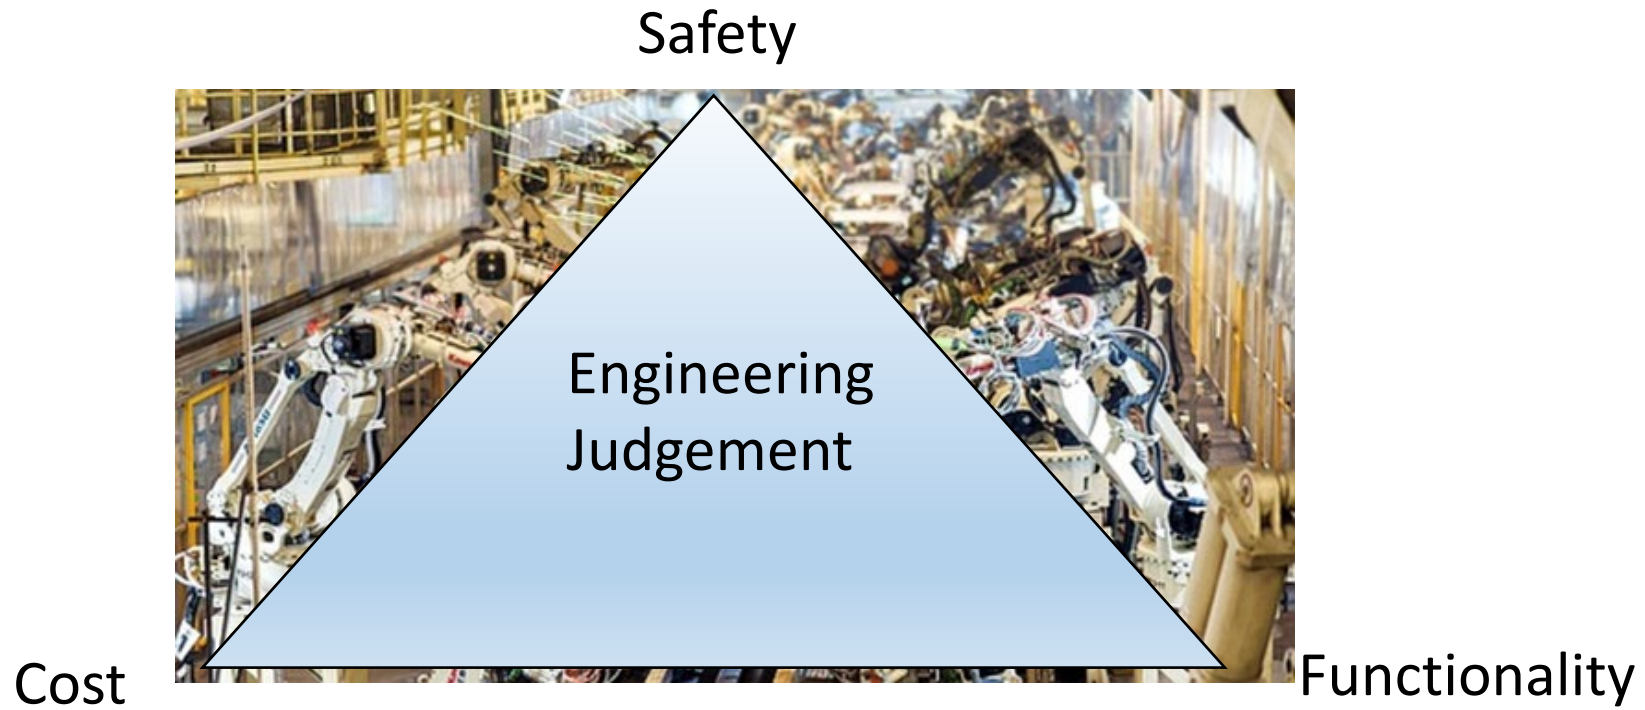 Safety
Engineering
Judgement
Cost
Functionality